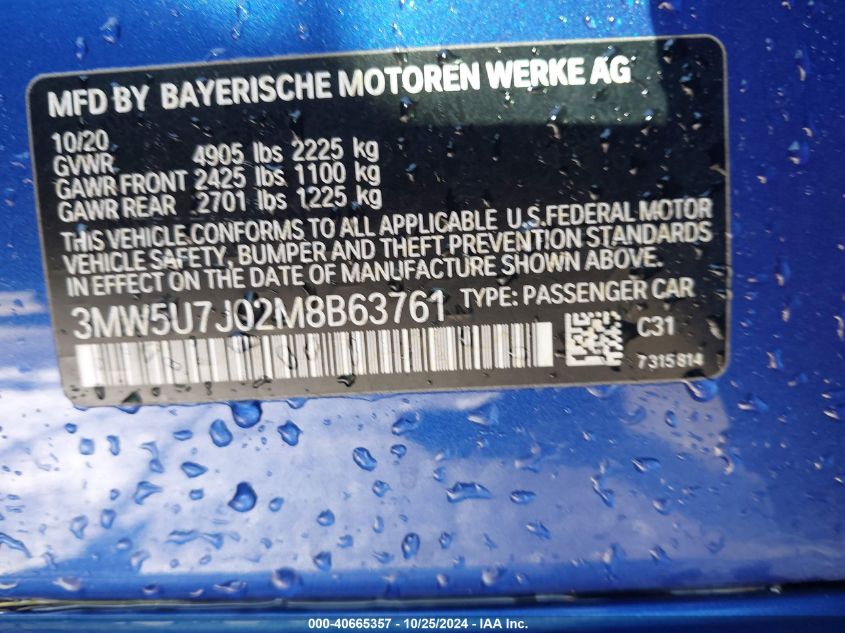 MFD BY BAYERISCHE MOTOREN WERKE AG
10/20
GVWR 4905 lbs 2225 kg
GAWR FRONT 2425 lbs 1100 kg
GAWR REAR 2701 lbs 1225 kg
THIS VEHICLE CONFORMS TO ALL APPLICABLE U.S.FEDERAL MOTOR
VEHICLE SAFETY, BUMPER AND THEFT PREVENTION STANDARDS
IN EFFECT ON THE DATE OF MANUFACTURE SHOWN ABOVE.
3MW5U7J02M8B63761 TYPE: PASSENGER CAR
C31
7315814
000-40665357 - 10/25/2024 - IAA Inc.